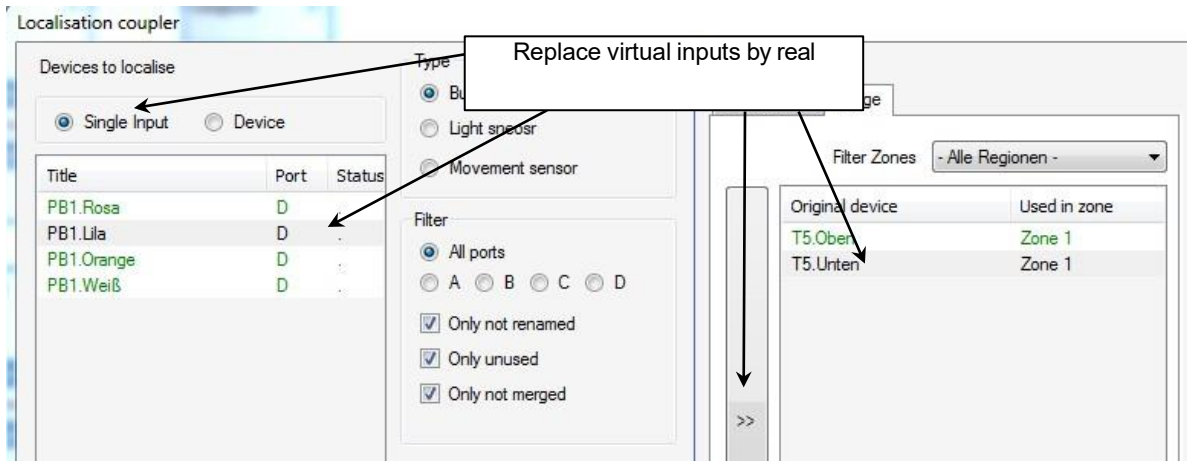 Localisation coupler
Replace virtual inputs by real
Devices to localise
Single Input Device
Title Port Status
PB1.Rosa D .
PB1.Lila D .
PB1.Orange D .
PB1.Weiß D .
Type
Light sneosr
Movement sensor
Filter
All ports
A B C D
Only not renamed
Only unused
Only not merged
Filter Zones - Alle Regionen -
>>
Original device Used in zone
T5.Oben Zone 1
T5.Unten Zone 1